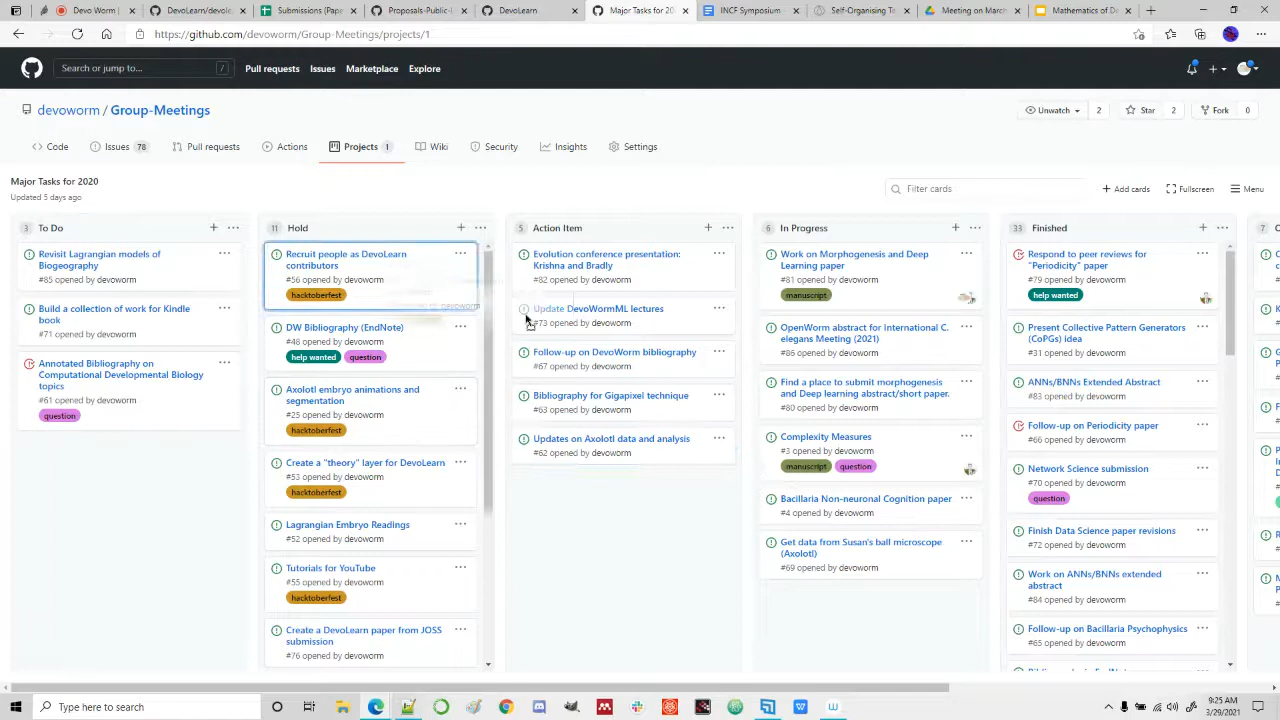 Devo Worm (
GitHub/devolec
Submissions (Pape
Proposals-Public-(
DevoLearn
Major Tasks for 20
INCF Symposium
Self-Organising Te
Meeting on March
Mathematics of De
https://github.com/devoworm/Group-Meetings/projects/1
Search or jump to...
/
Pull requests
Issues
Marketplace
Explore
devoworm / Group-Meetings
Unwatch
2
Star
2
Fork
0
Code
Issues 78
Pull requests
Actions
Projects 1
Wiki
Security
Insights
Settings
Major Tasks for 2020
Updated 5 days ago
Filter cards
+ Add cards
Fullscreen
Menu
3 To Do
Revisit Lagrangian models of
Biogeography
#85 opened by devoworm
Build a collection of work for Kindle
book
#71 opened by devoworm
Annotated Bibliography on
Computational Developmental Biology
topics
#61 opened by devoworm
question
11 Hold
Recruit people as DevoLearn
contributors
#56 opened by devoworm
hacktoberfest
DW Bibliography (EndNote)
#48 opened by devoworm
help wanted
question
Axolotl embryo animations and
segmentation
#25 opened by devoworm
hacktoberfest
Create a "theory" layer for DevoLearn
#53 opened by devoworm
hacktoberfest
Lagrangian Embryo Readings
#52 opened by devoworm
Tutorials for YouTube
#55 opened by devoworm
hacktoberfest
Create a DevoLearn paper from JOSS
submission
#76 opened by devoworm
5 Action Item
Evolution conference presentation:
Krishna and Bradly
#82 opened by devoworm
Update DevoWormML lectures
#73 opened by devoworm
Follow-up on DevoWorm bibliography
#67 opened by devoworm
Bibliography for Gigapixel technique
#63 opened by devoworm
Updates on Axolotl data and analysis
#62 opened by devoworm
6 In Progress
Work on Morphogenesis and Deep
Learning paper
#81 opened by devoworm
manuscript
OpenWorm abstract for International C.
elegans Meeting (2021)
#86 opened by devoworm
Find a place to submit morphogenesis
and Deep learning abstract/short paper.
#80 opened by devoworm
Complexity Measures
#3 opened by devoworm
manuscript
question
Bacillaria Non-neuronal Cognition paper
#4 opened by devoworm
Get data from Susan's ball microscope
(Axolotl)
#69 opened by devoworm
33 Finished
Respond to peer reviews for
"Periodicity" paper
#79 opened by devoworm
help wanted
Present Collective Pattern Generators
(CoPGs) idea
#31 opened by devoworm
ANNs/BNNs Extended Abstract
#83 opened by devoworm
Follow-up on Periodicity paper
#66 opened by devoworm
Network Science submission
#70 opened by devoworm
question
Finish Data Science paper revisions
#72 opened by devoworm
Work on ANNs/BNNs extended
abstract
#84 opened by devoworm
Follow-up on Bacillaria Psychophysics
#65 opened by devoworm
7
Type here to search
9:25 AM
3/29/2021